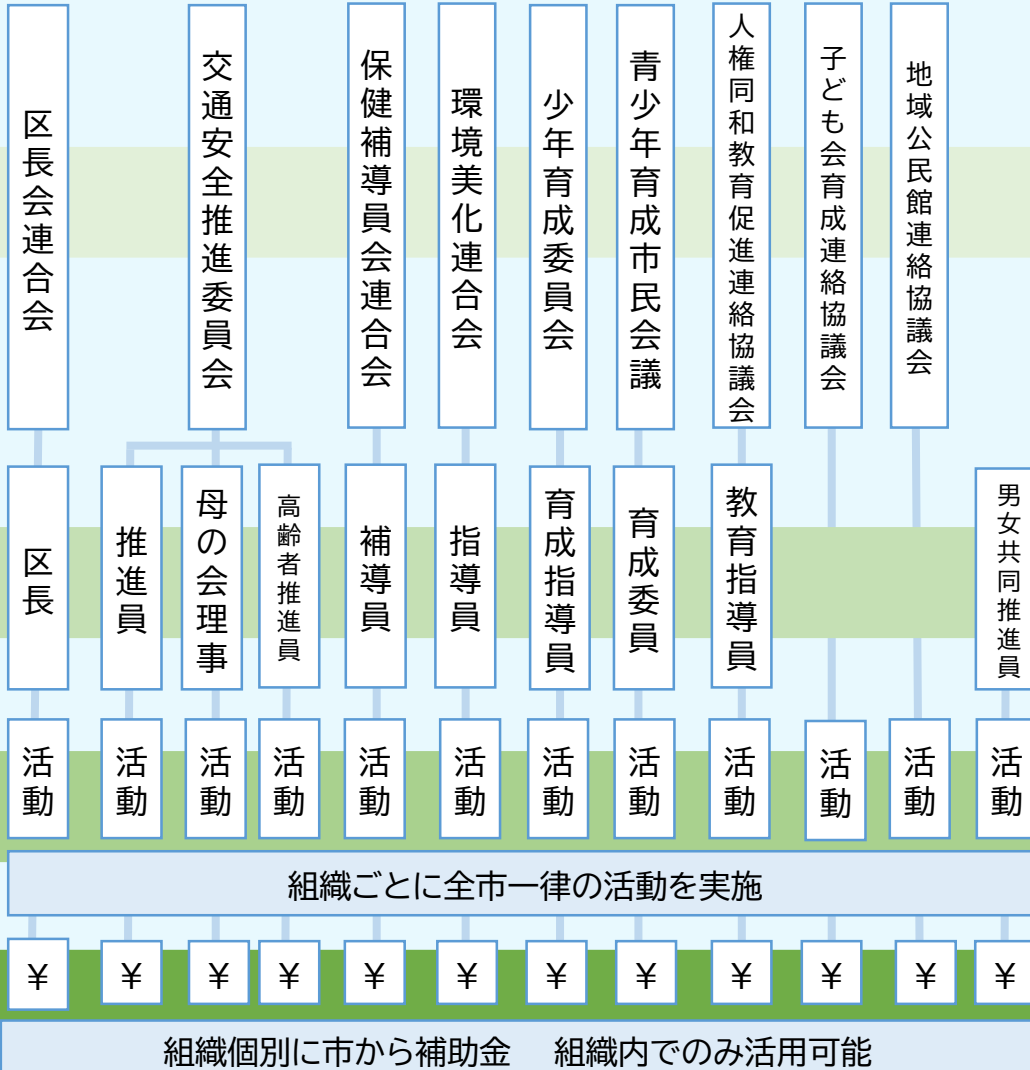 区長会連合会
交通安全推進委員会
保健補導員会連合会
環境美化連合会
少年育成委員会
青少年育成市民会議
人権同和教育促進連絡協議会
子ども会育成連絡協議会
地域公民館連絡協議会
区長
推進員
母の会理事
高齢者推進員
補導員
指導員
育成指導員
育成委員
教育指導員
男女共同推進員
活動
活動
活動
活動
活動
活動
活動
活動
活動
活動
活動
活動
組織ごとに全市一律の活動を実施
¥
¥
¥
¥
¥
¥
¥
¥
¥
¥
¥
¥
組織個別に市から補助金　組織内でのみ活用可能